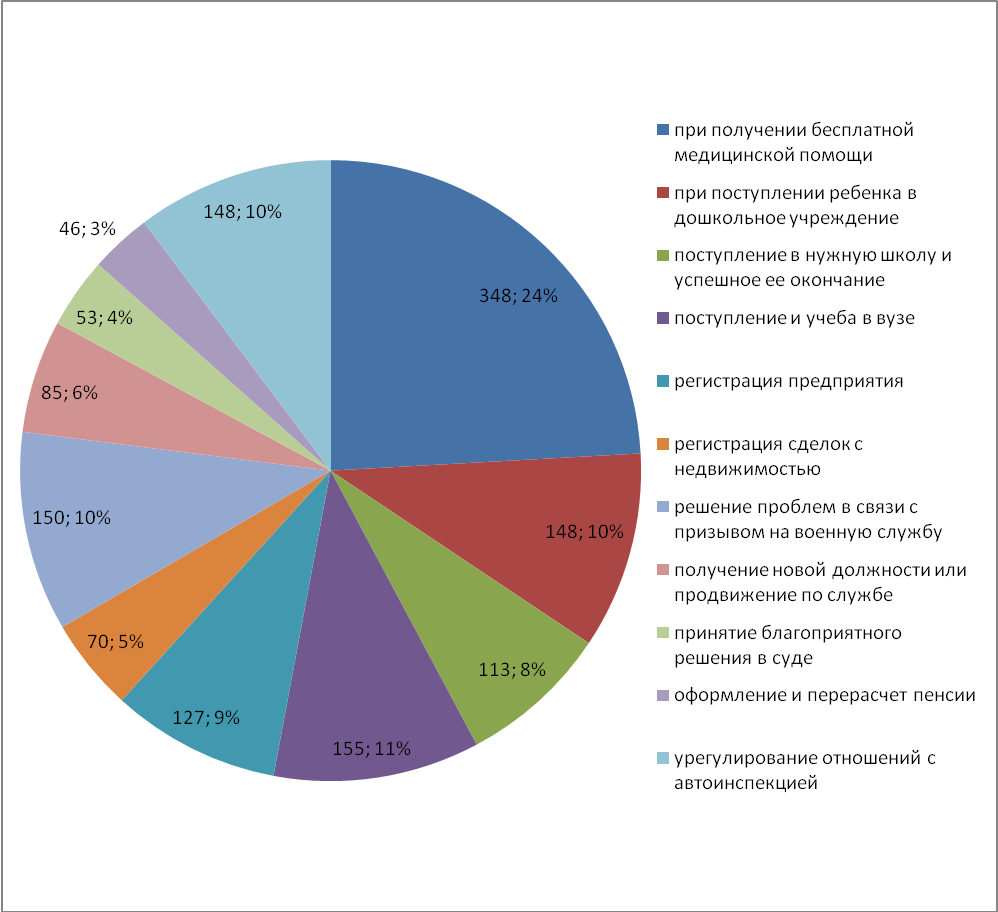 348; 24%
148; 10%
113; 8%
155; 11%
127; 9%
70; 5%
150; 10%
85; 6%
53; 4%
46; 3%
148; 10%
при получении бесплатной
медицинской помощи
при поступлении ребенка в
дошкольное учреждение
поступление в нужную школу и
успешное ее окончание
поступление и учеба в вузе
регистрация предприятия
регистрация сделок с
недвижимостью
решение проблем в связи с
призывом на военную службу
получение новой должности или
продвижение по службе
принятие благоприятного
решения в суде
оформление и перерасчет пенсии
урегулирование отношений с
автоинспекцией